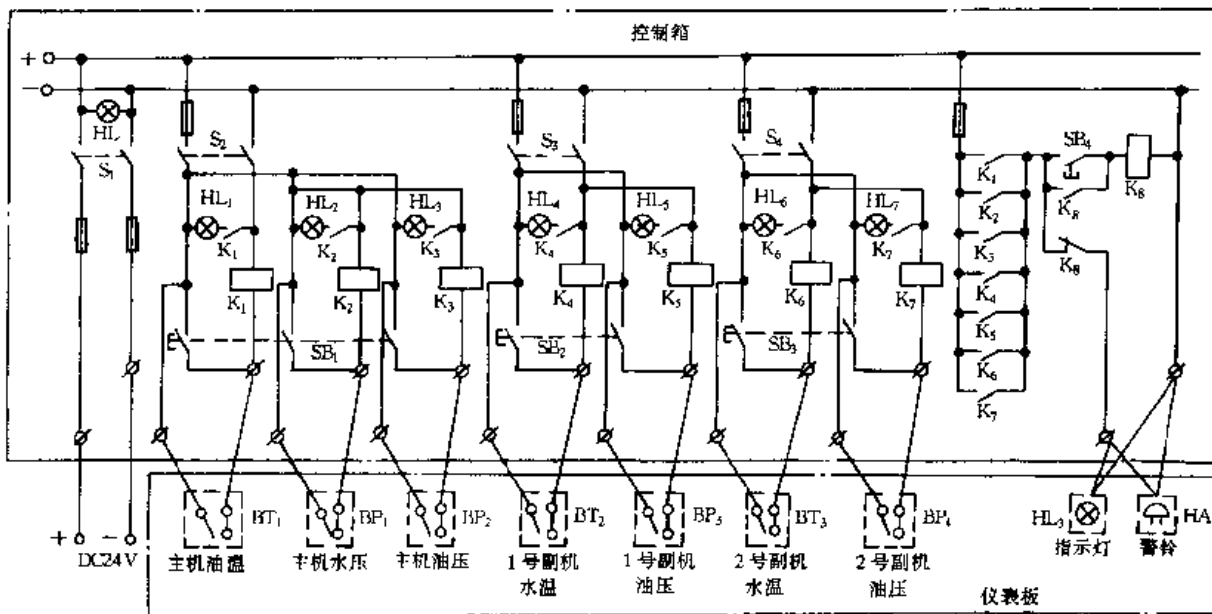 控制箱
+
−
HL
S₁
S₂
S₃
S₄
SB₄
K₈
K₁
K₂
K₈
K₃
K₈
K₄
K₅
K₆
K₇
HL₁
HL₂
HL₃
HL₄
HL₅
HL₆
HL₇
K₁
K₂
K₃
K₄
K₅
K₆
K₇
K₁
K₂
K₃
K₄
K₅
K₆
K₇
SB₁
SB₂
SB₃
BT₁
BP₁
BP₂
BT₂
BP₅
BT₃
BP₄
HL₃
HA
+
−
DC24V
主机油温
主机水压
主机油压
1号副机
水温
1号副机
油压
2号副机
水温
2号副机
油压
指示灯
警铃
仪表板